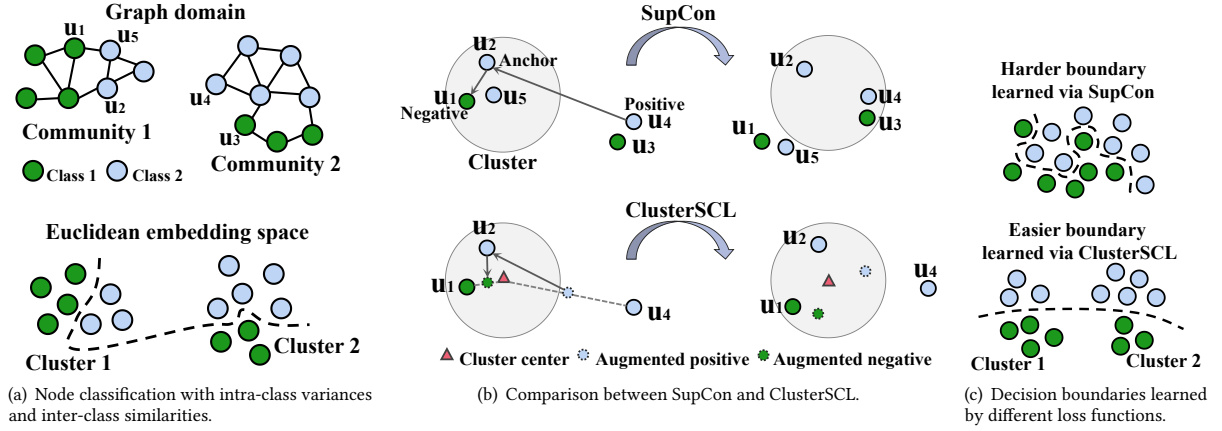 Graph domain
u1
u5
u4
u2
u3
Community 1
Community 2
Class 1
Class 2
Euclidean embedding space
Cluster 1
Cluster 2
(a) Node classification with intra-class variances
and inter-class similarities.
SupCon
u2
Anchor
u1
u5
Negative
Positive
u4
u3
Cluster
u2
u4
u3
u1
u5
ClusterSCL
u2
u1
u4
u2
u4
u1
Cluster center
Augmented positive
Augmented negative
(b) Comparison between SupCon and ClusterSCL.
Harder boundary
learned via SupCon
Easier boundary
learned via ClusterSCL
Cluster 1
Cluster 2
(c) Decision boundaries learned
by different loss functions.